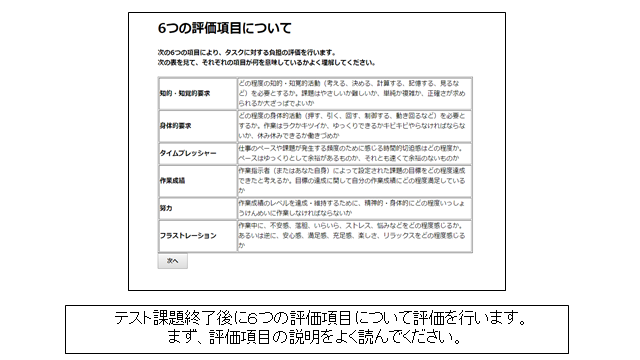 6つの評価項目について
次の6つの項目により、タスクに対する負担の評価を行います。
次の表を見て、それぞれの項目が何を意味しているかよく理解してください。
知的・知覚的要求
どの程度の知的・知覚的活動（考える、決める、計算する、記憶する、見るな
ど）を必要とするか。課題はやさしいか難しいか、単純か複雑か、正確さが求め
られるか大ざっぱでよいか
身体的要求
どの程度の身体的活動（押す、引く、回す、制御する、動き回るなど）を必要と
するか。作業はラクかキツイか、ゆっくりできるかキビキビやらなければならな
いか、休み休みできるか働きづめか
タイムプレッシャー
仕事のペースや課題が発生する頻度のために感じる時間的切迫感はどの程度か。
ペースはゆっくりとして余裕があるものか、それとも速くて余裕のないものか
作業成績
作業指示者（またはあなた自身）によって設定された課題の目標をどの程度達成
できたと考えるか。目標の達成に関して自分の作業成績にどの程度満足している
か
努力
作業成績のレベルを達成・維持するために、精神的・身体的にどの程度いっしょ
うけんめいに作業しなければならないか
フラストレーション
作業中に、不安感、落胆、いらいら、ストレス、悩みなどをどの程度感じるか。
あるいは逆に、安心感、満足感、充足感、楽しさ、リラックスをどの程度感じる
か
次へ
テスト課題終了後に６つの評価項目について評価を行います。
まず、評価項目の説明をよく読んでください。